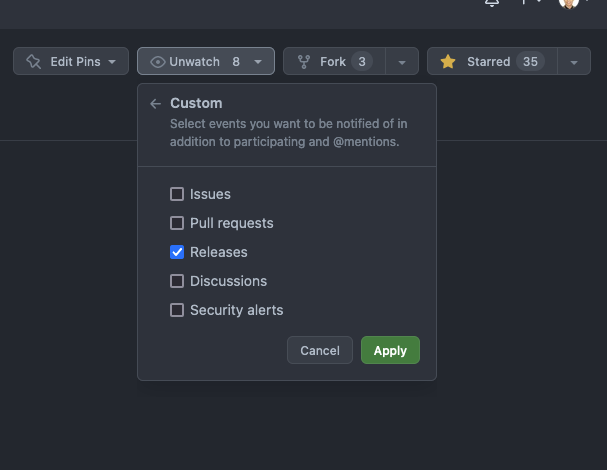 Edit Pins
Unwatch 8
Fork 3
Starred 35
Custom
Select events you want to be notified of in
addition to participating and @mentions.
Issues
Pull requests
Releases
Discussions
Security alerts
Cancel
Apply